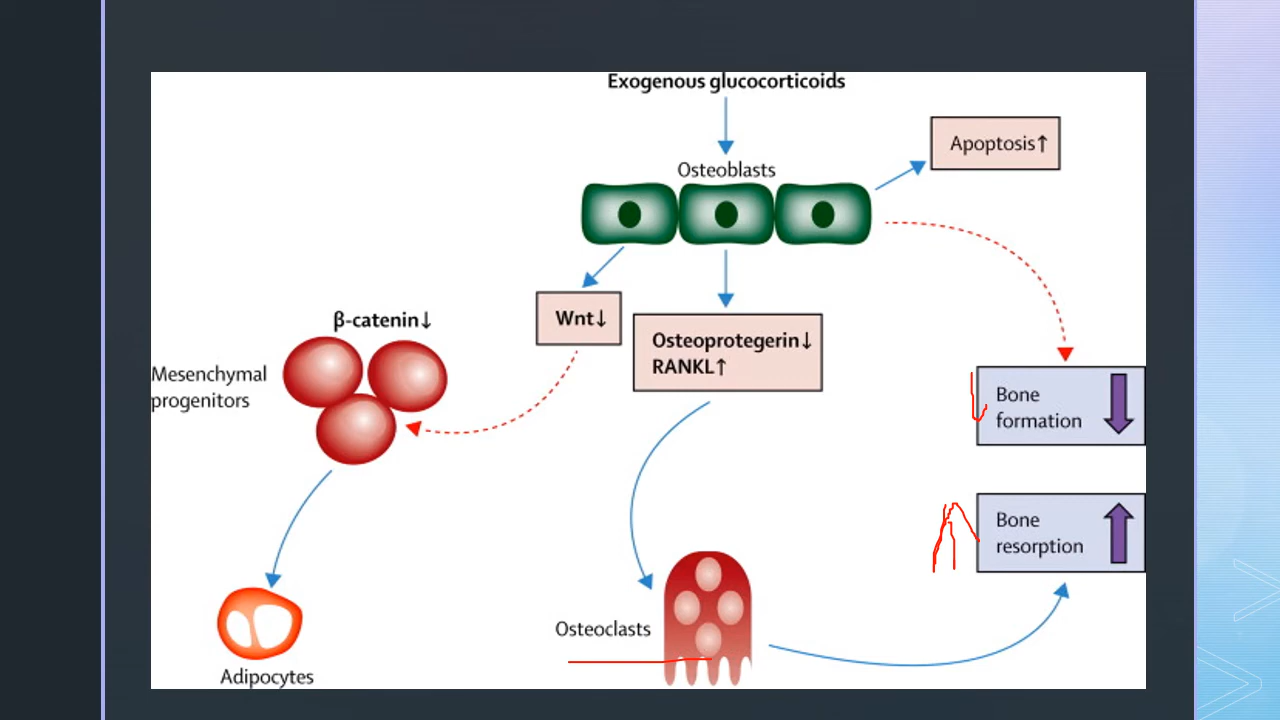 Exogenous glucocorticoids
Apoptosis↑
Osteoblasts
Wnt↓
β-catenin↓
Osteoprotegerin↓
RANKL↑
Mesenchymal
progenitors
Bone
formation
Bone
resorption
Osteoclasts
Adipocytes